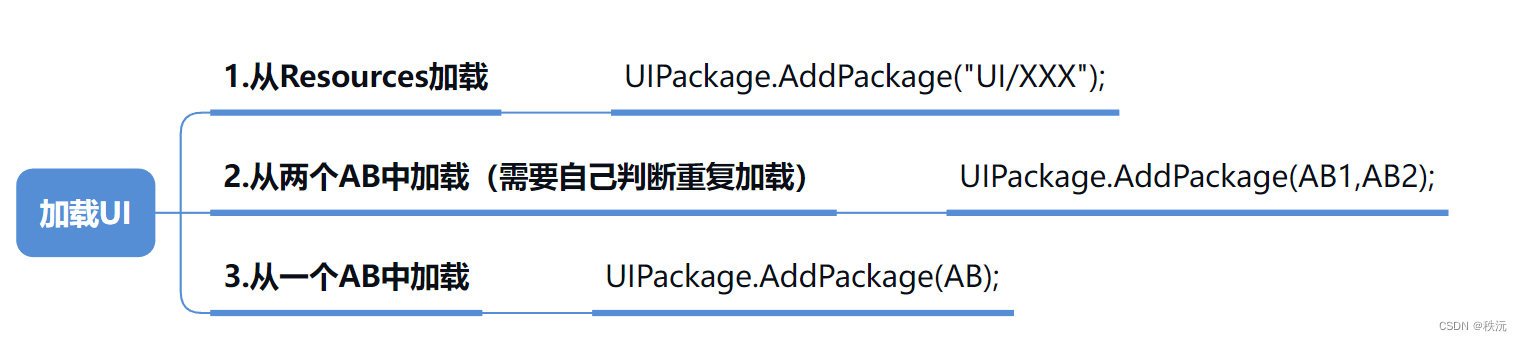 加载UI
1.从Resources加载
UIPackage.AddPackage("UI/XXX");
2.从两个AB中加载（需要自己判断重复加载）
UIPackage.AddPackage(AB1,AB2);
3.从一个AB中加载
UIPackage.AddPackage(AB);
CSDN @秩沅